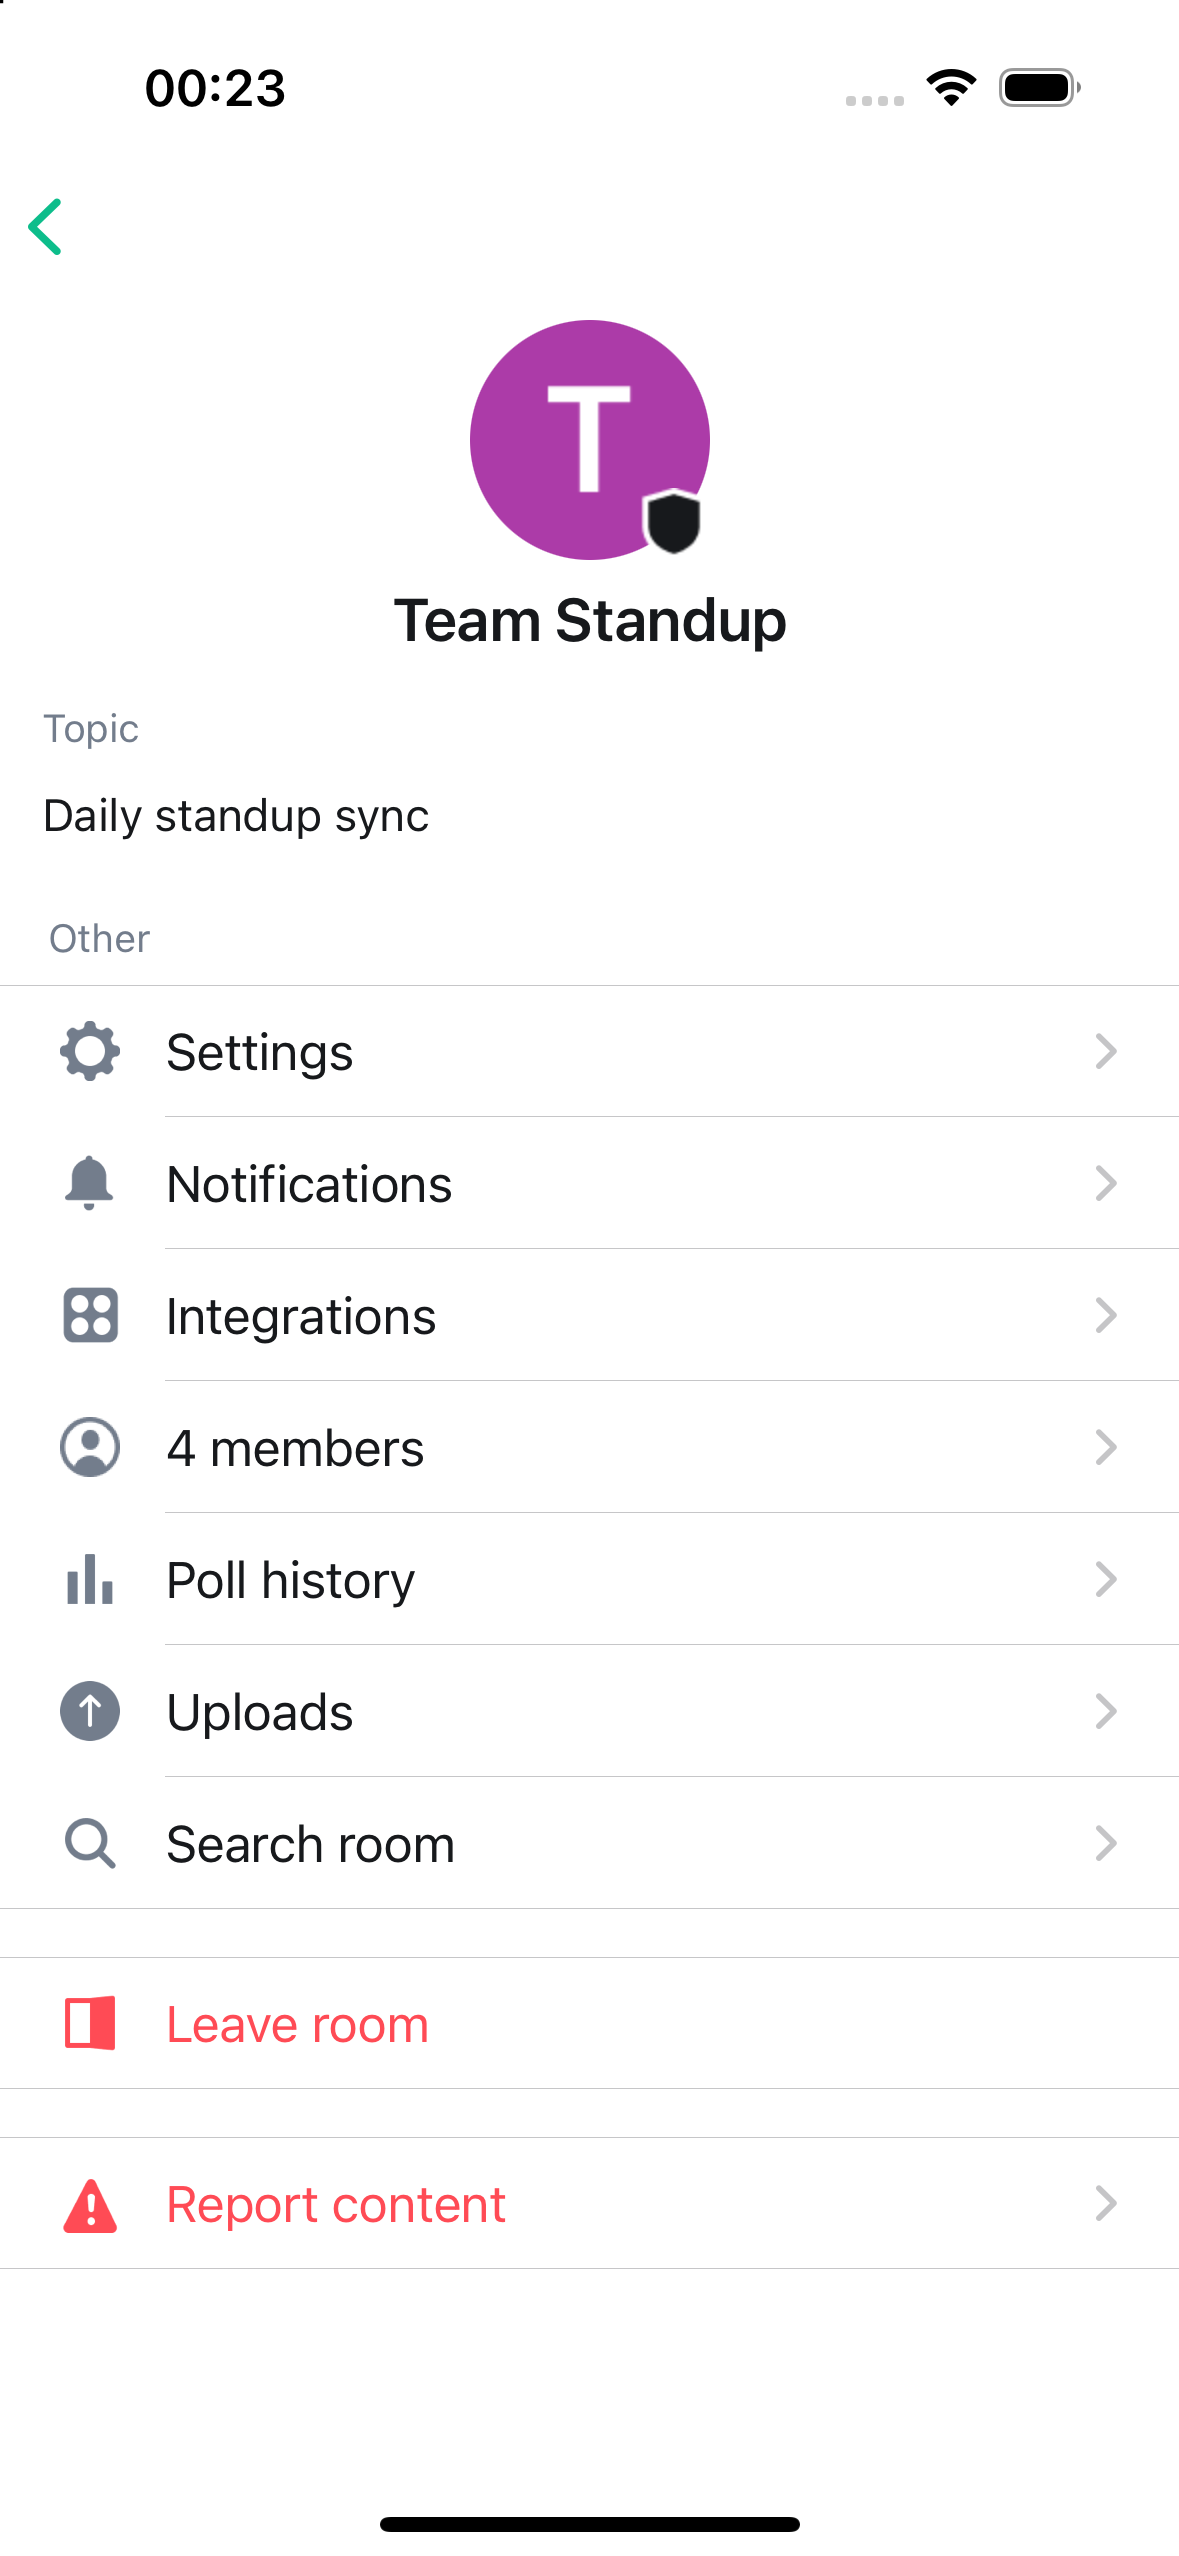 00:23
T
Team Standup
Topic
Daily standup sync
Other
Settings
Notifications
Integrations
4 members
Poll history
Uploads
Search room
Leave room
Report content